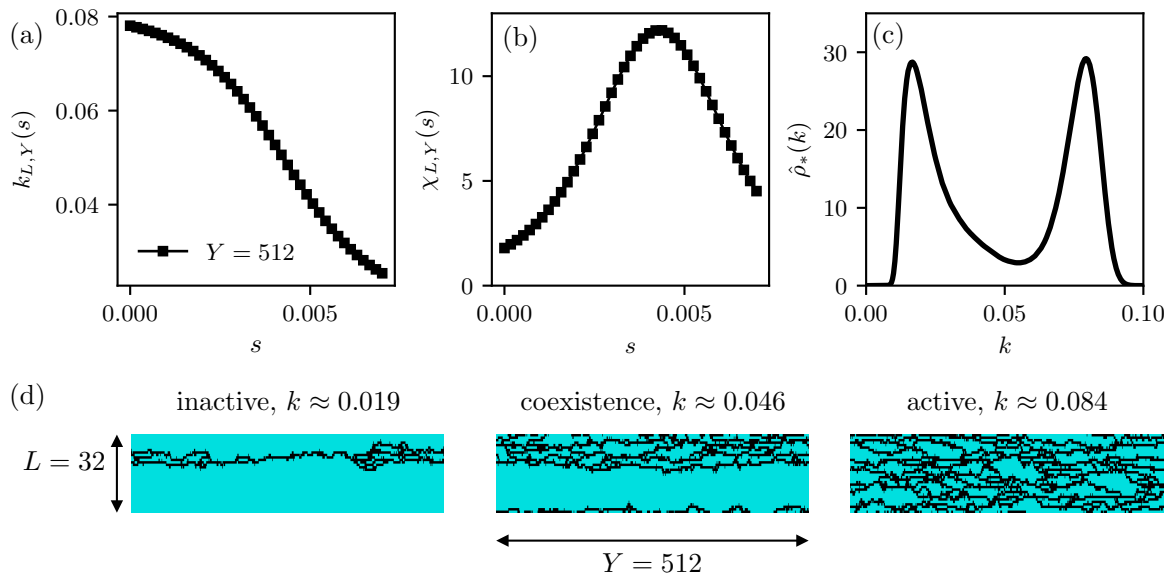 (a)
0.08
0.06
0.04
k_{L,Y}(s)
Y = 512
0.000
0.005
s
(b)
10
5
0
χ_{L,Y}(s)
0.000
0.005
s
(c)
30
20
10
0
ρ̂_*(k)
0.00
0.05
0.10
k
(d)
inactive, k ≈ 0.019
coexistence, k ≈ 0.046
active, k ≈ 0.084
L = 32
Y = 512